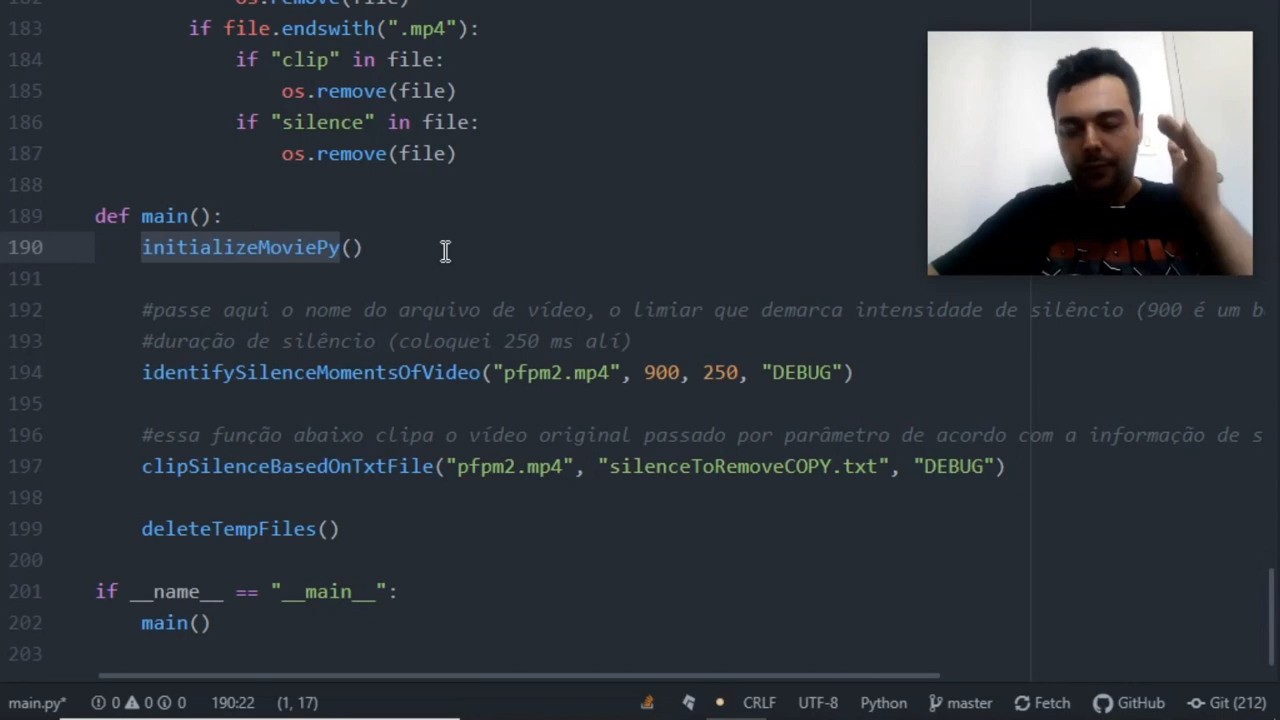 182 os.remove(file)
183 if file.endswith(".mp4"):
184 if "clip" in file:
185 os.remove(file)
186 if "silence" in file:
187 os.remove(file)
188
189 def main():
190 initializeMoviePy()
191
192 #passe aqui o nome do arquivo de vídeo, o limiar que demarca intensidade de silêncio (900 é um b
193 #duração de silêncio (coloquei 250 ms alí)
194 identifySilenceMomentsOfVideo("pfpm2.mp4", 900, 250, "DEBUG")
195
196 #essa função abaixo clipa o vídeo original passado por parâmetro de acordo com a informação de s
197 clipSilenceBasedOnTxtFile("pfpm2.mp4", "silenceToRemoveCOPY.txt", "DEBUG")
198
199 deleteTempFiles()
200
201 if __name__ == "__main__":
202 main()
203
main.py* 0 0 0 190:22 (1, 17) CRLF UTF-8 Python master Fetch GitHub Git (212)